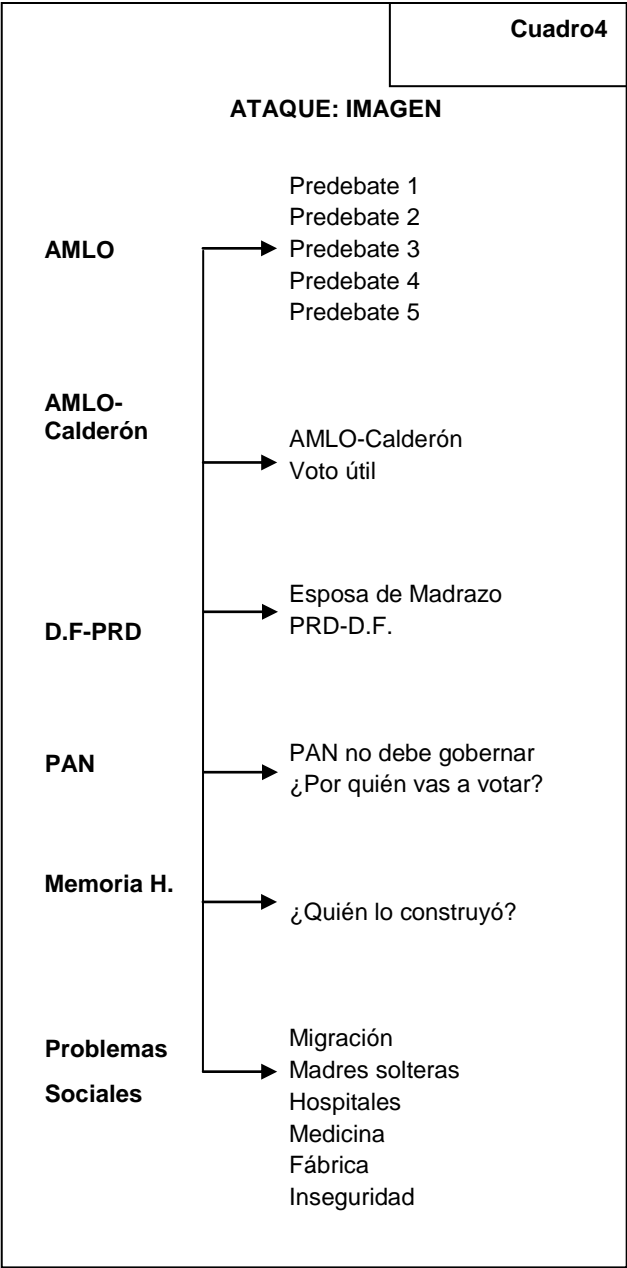 Cuadro4
ATAQUE: IMAGEN
AMLO
Predebate 1
Predebate 2
Predebate 3
Predebate 4
Predebate 5
AMLO-
Calderón
AMLO-Calderón
Voto útil
D.F-PRD
Esposa de Madrazo
PRD-D.F.
PAN
PAN no debe gobernar
¿Por quién vas a votar?
Memoria H.
¿Quién lo construyó?
Problemas
Sociales
Migración
Madres solteras
Hospitales
Medicina
Fábrica
Inseguridad